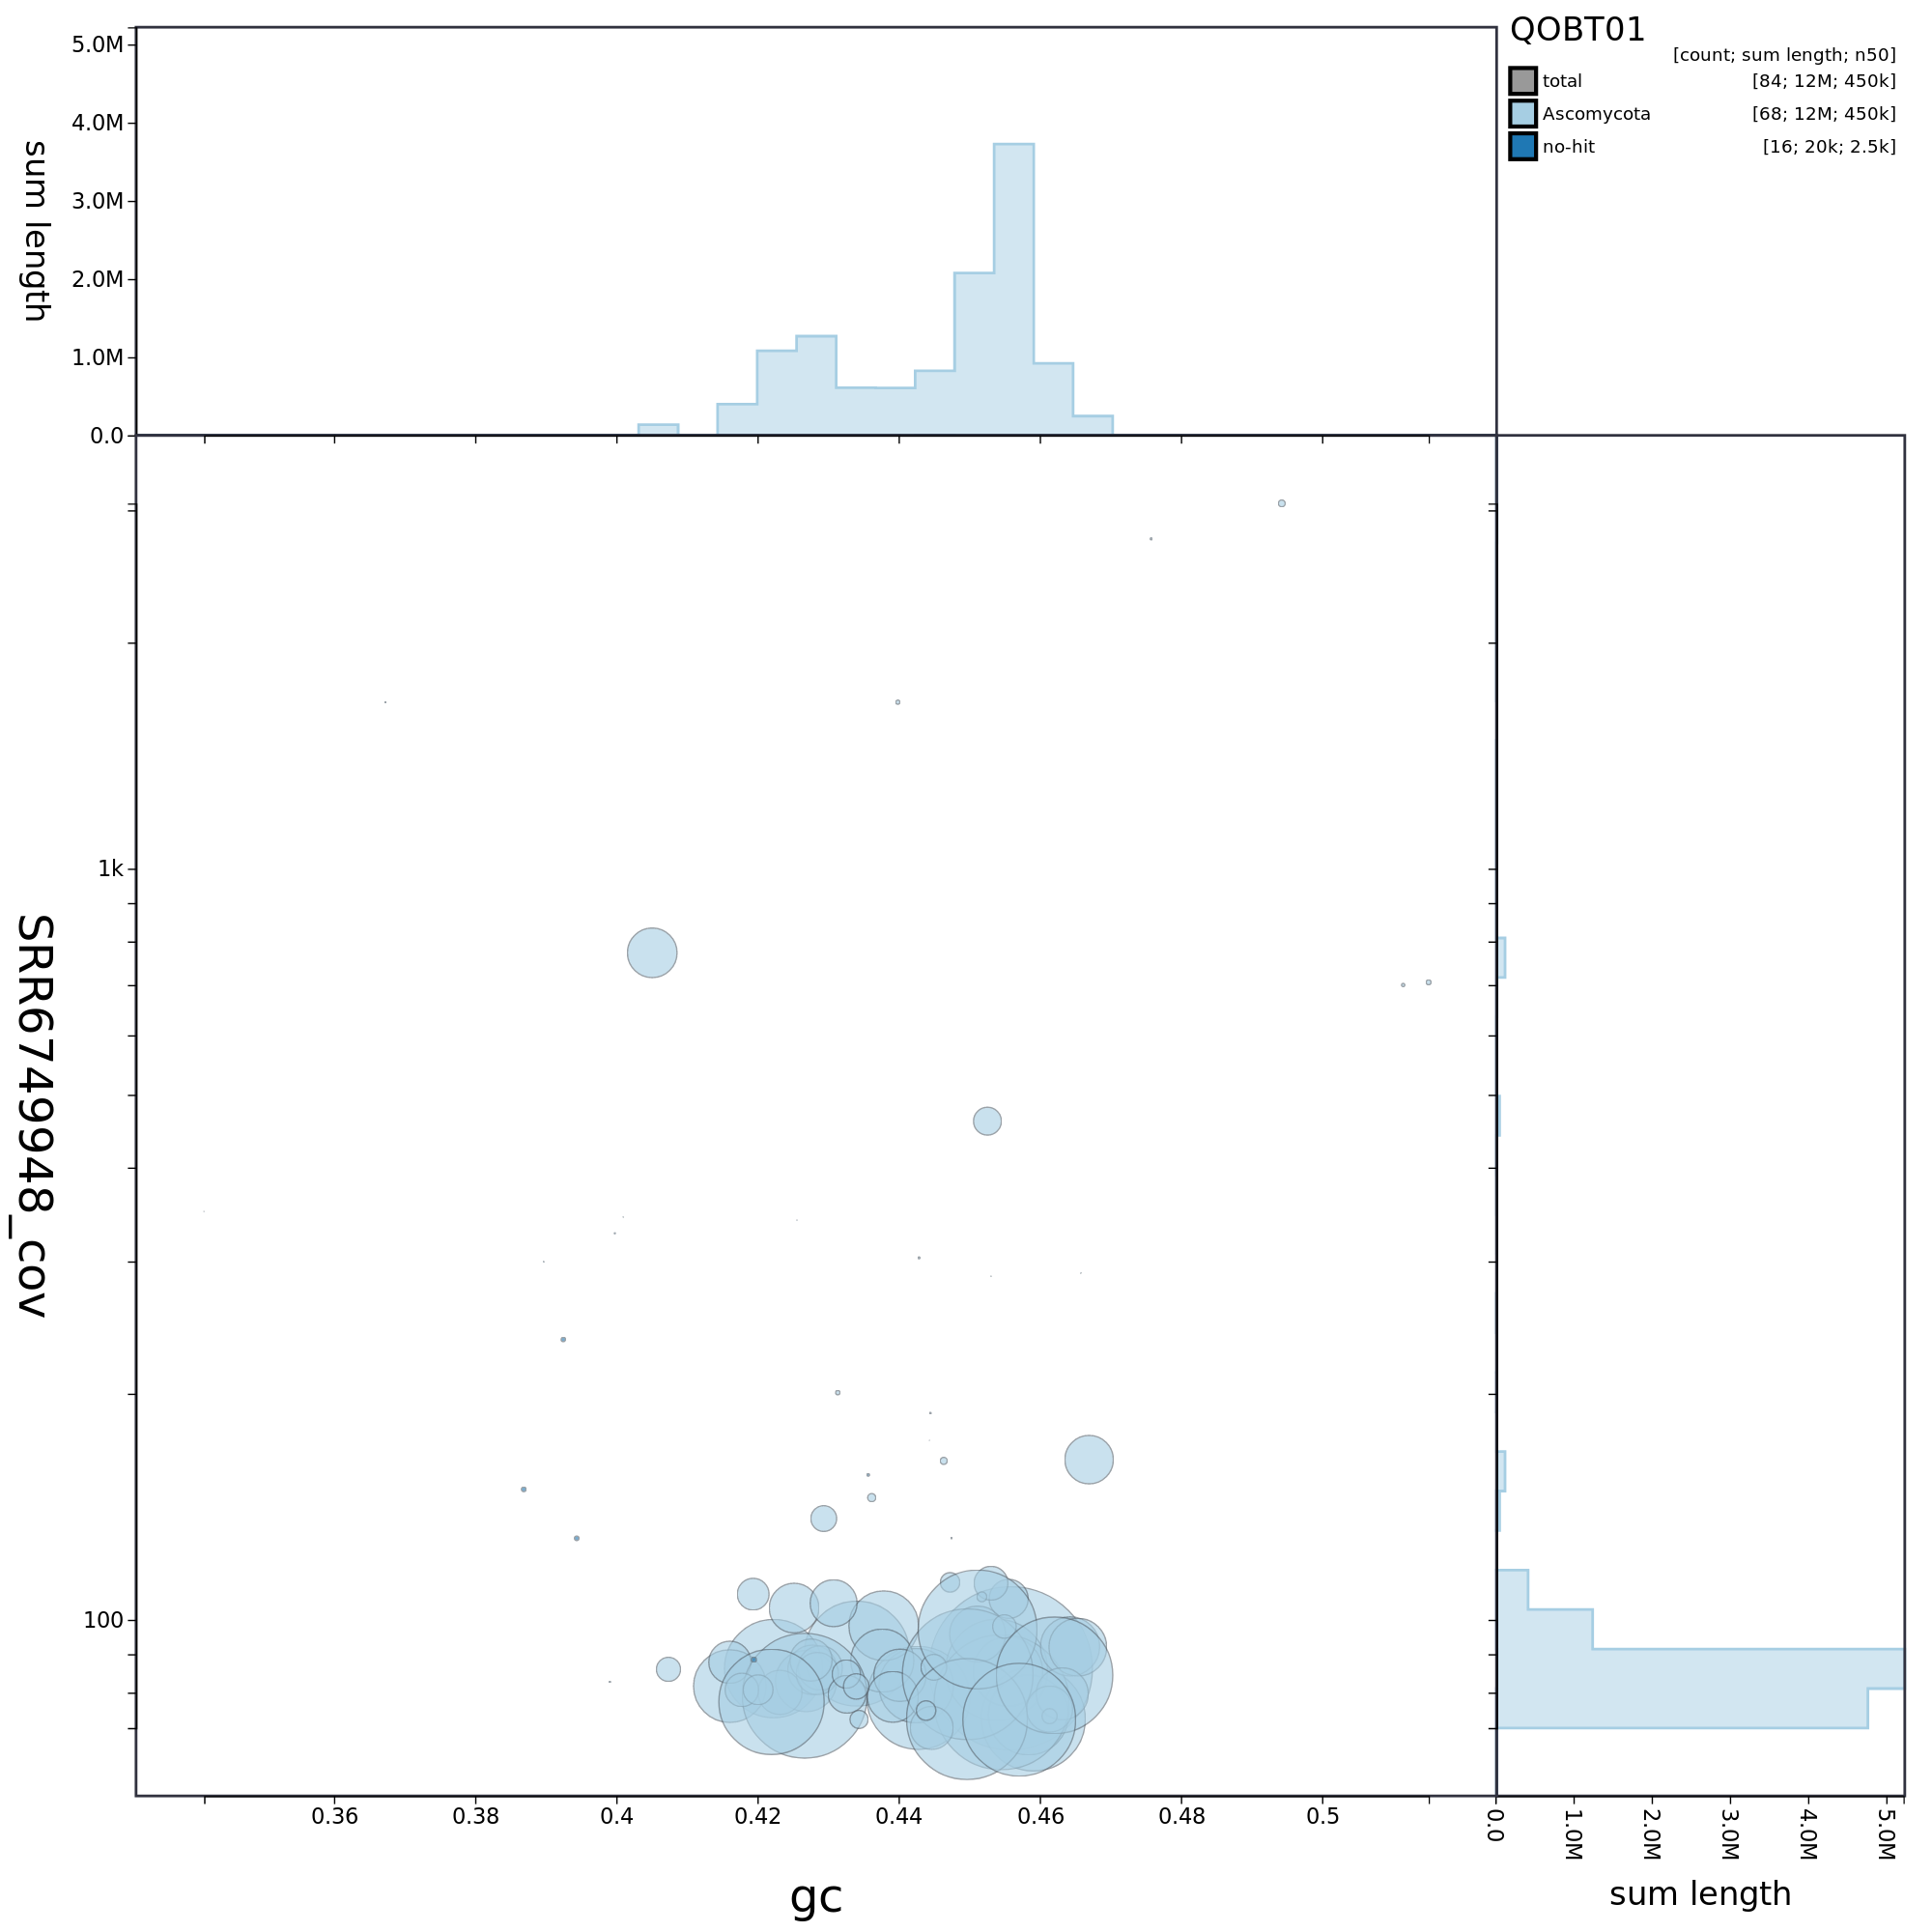 QOBT01
[count; sum length; n50]
total [84; 12M; 450k]
Ascomycota [68; 12M; 450k]
no-hit [16; 20k; 2.5k]
sum length
5.0M
4.0M
3.0M
2.0M
1.0M
0.0
SRR6749948_cov
1k
100
0.36 0.38 0.4 0.42 0.44 0.46 0.48 0.5
gc
0.0 1.0M 2.0M 3.0M 4.0M 5.0M
sum length